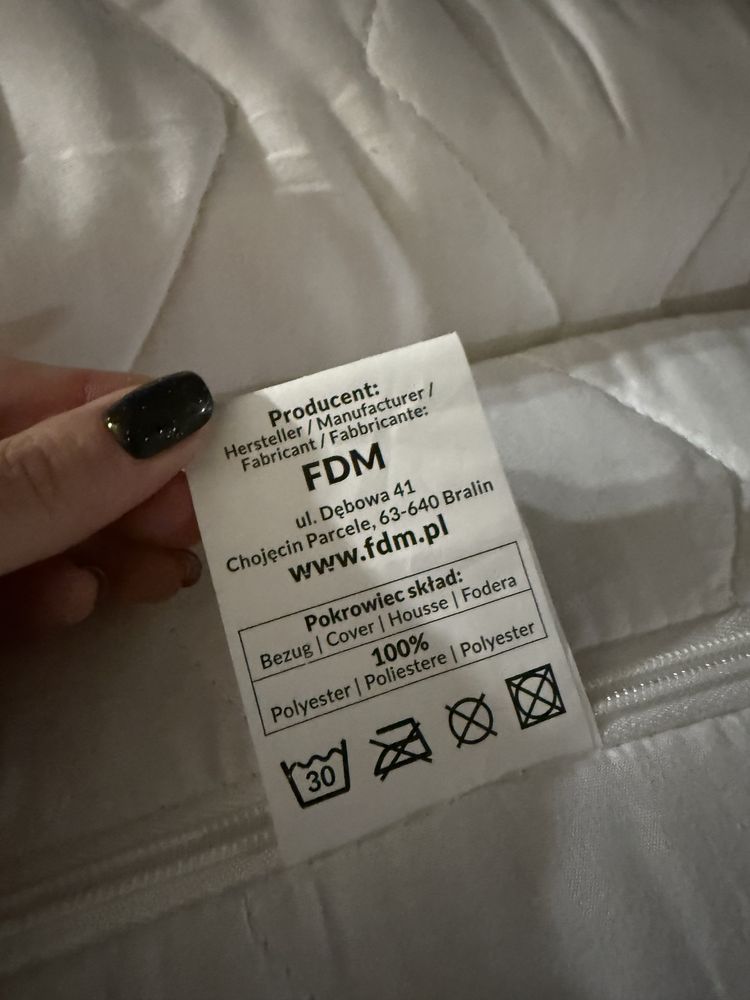 Producent:
Hersteller / Manufacturer /
Fabricant / Fabbricante:
FDM
ul. Dębowa 41
Chojęcin Parcele, 63-640 Bralin
www.fdm.pl
Pokrowiec skład:
Bezug | Cover | Housse | Fodera
100%
Polyester | Poliestere | Polyester
30